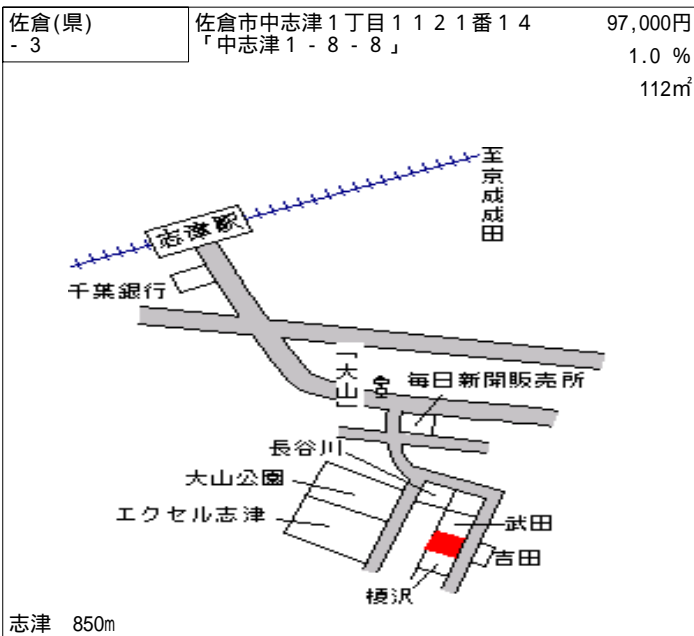 佐倉(県)
- 3
佐倉市中志津１丁目１１２１番１４
「中志津１ - ８ - ８」
97,000円
1.0 %
112㎡
至京成成田
志津駅
千葉銀行
「大山」
毎日新聞販売所
長谷川
大山公園
エクセル志津
武田
吉田
榎沢
志津 850m